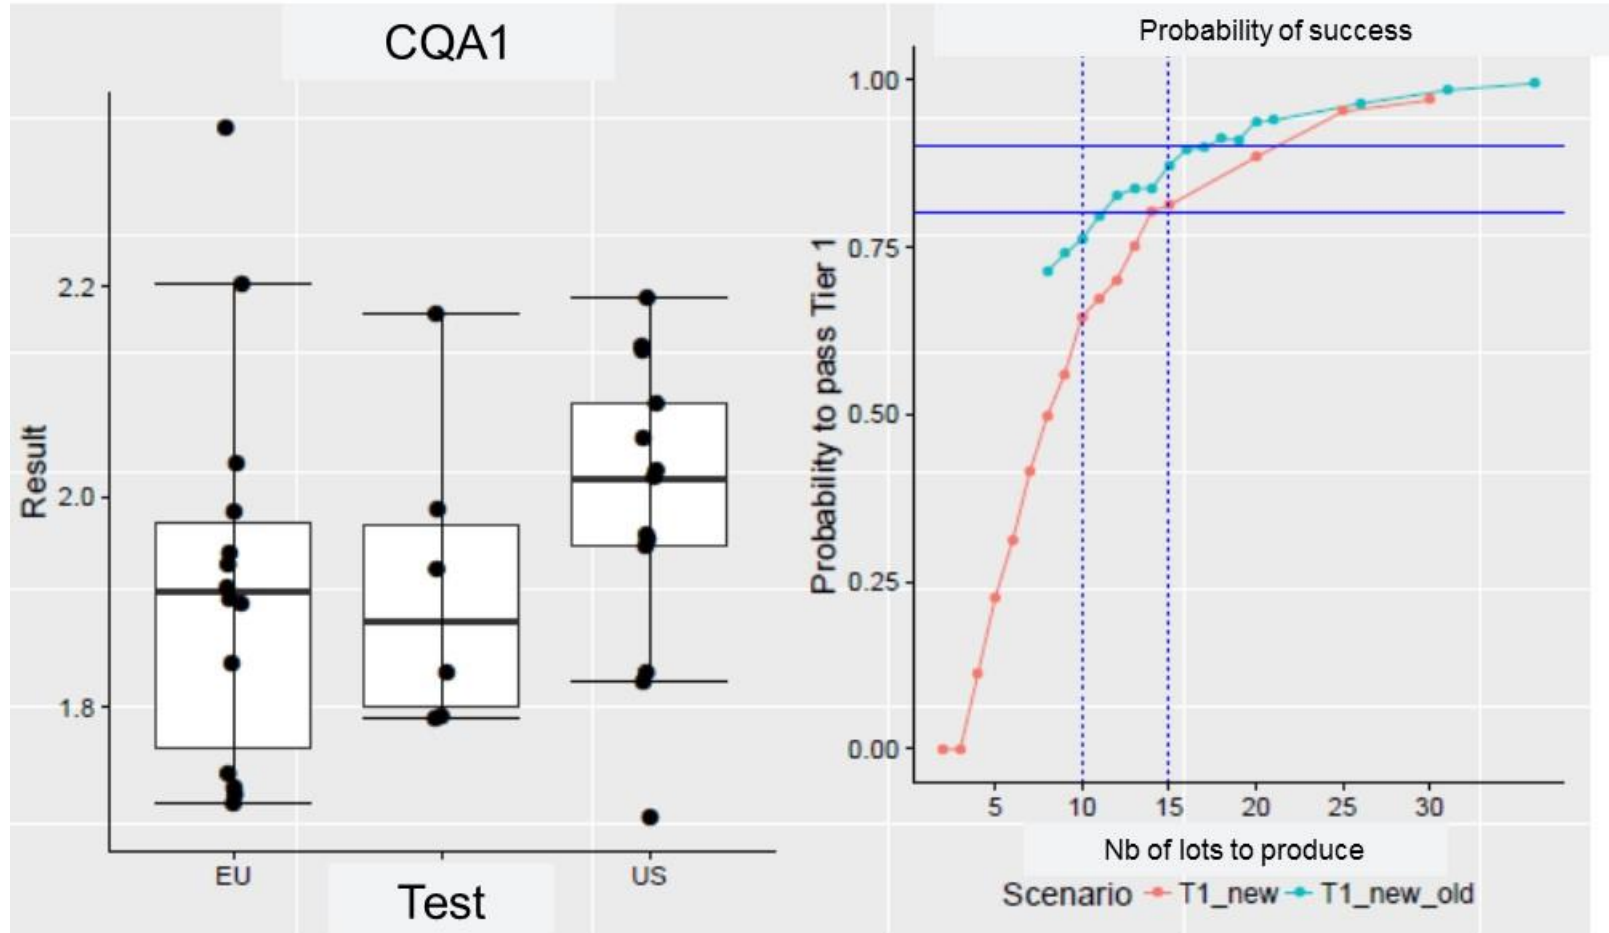 CQA1
Result
2.2
2.0
1.8
EU
Test
US
Probability of success
Probability to pass Tier 1
1.00
0.75
0.50
0.25
0.00
5 10 15 20 25 30
Nb of lots to produce
Scenario T1_new T1_new_old